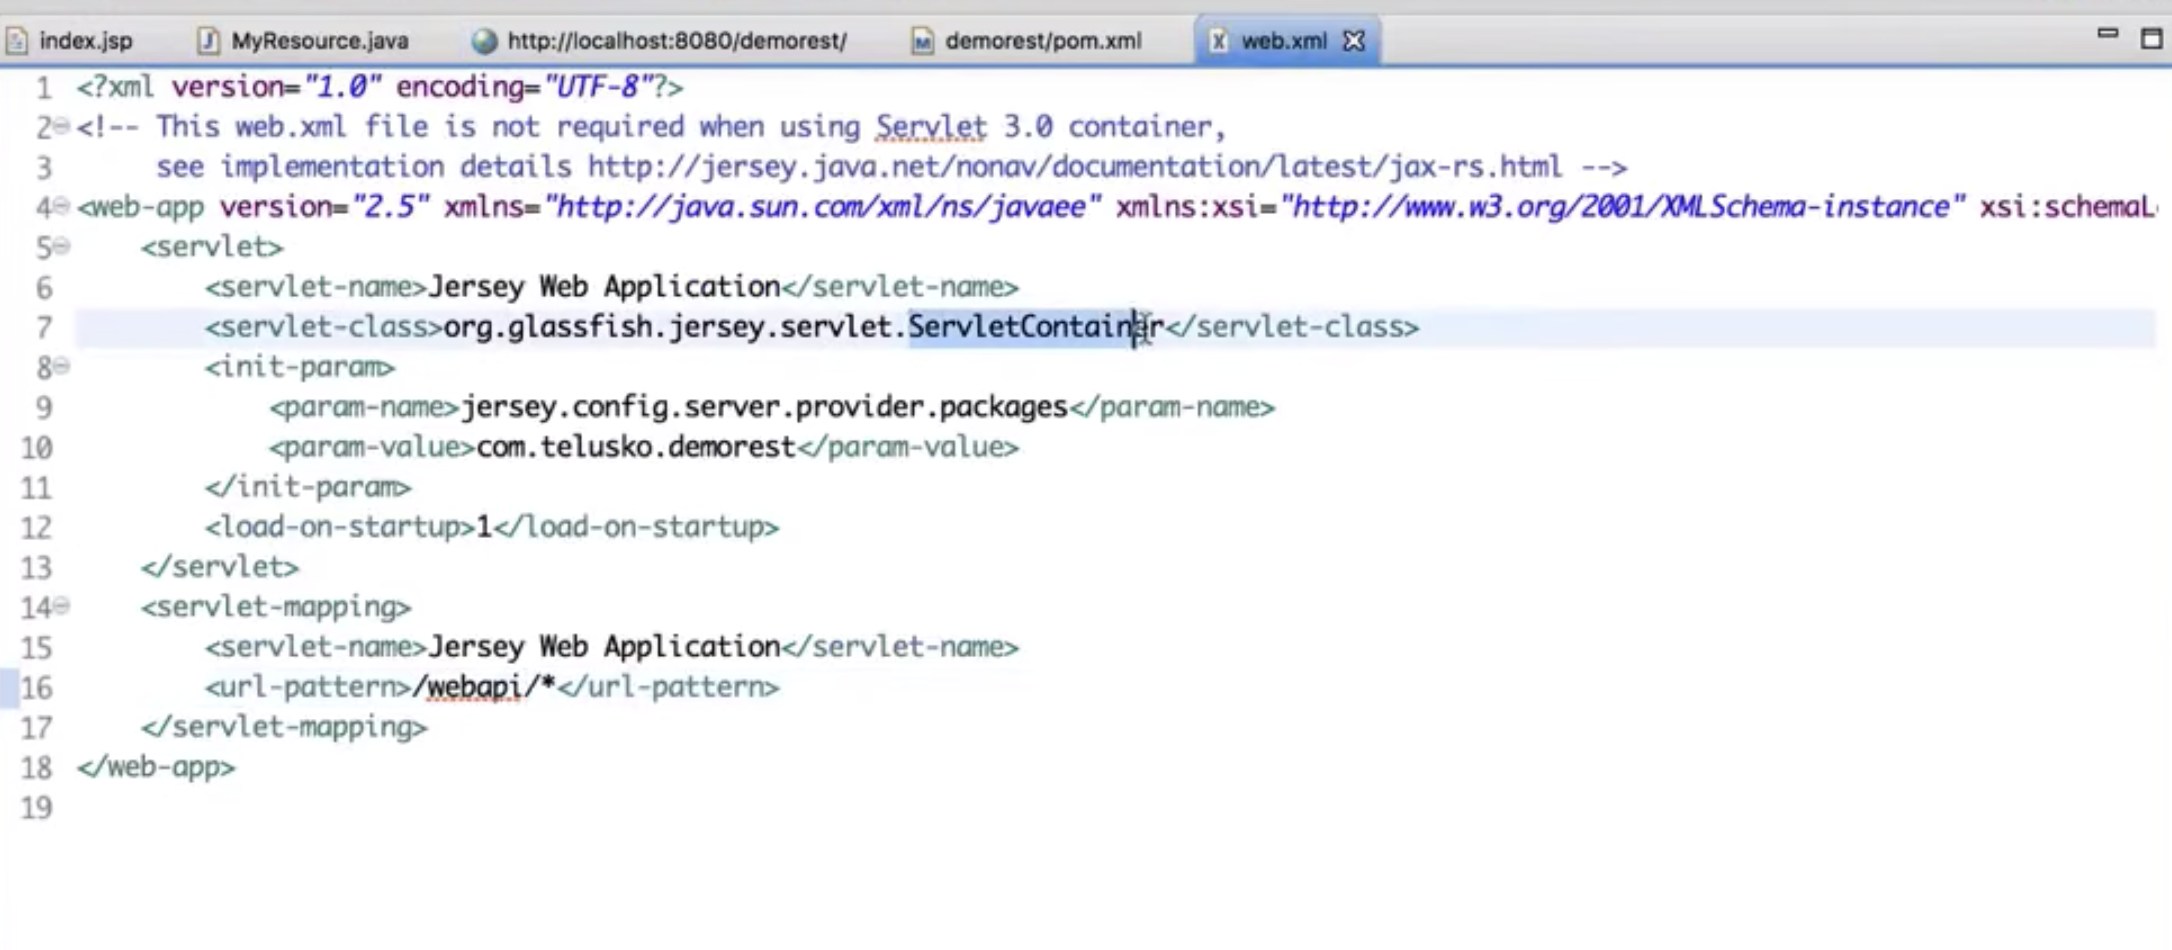 index.jsp MyResource.java http://localhost:8080/demorest/ demorest/pom.xml web.xml
1 <?xml version="1.0" encoding="UTF-8"?>
2 <!-- This web.xml file is not required when using Servlet 3.0 container,
3 see implementation details http://jersey.java.net/nonav/documentation/latest/jax-rs.html -->
4 <web-app version="2.5" xmlns="http://java.sun.com/xml/ns/javaee" xmlns:xsi="http://www.w3.org/2001/XMLSchema-instance" xsi:schemaL
5 <servlet>
6 <servlet-name>Jersey Web Application</servlet-name>
7 <servlet-class>org.glassfish.jersey.servlet.ServletContainer</servlet-class>
8 <init-param>
9 <param-name>jersey.config.server.provider.packages</param-name>
10 <param-value>com.telusko.demorest</param-value>
11 </init-param>
12 <load-on-startup>1</load-on-startup>
13 </servlet>
14 <servlet-mapping>
15 <servlet-name>Jersey Web Application</servlet-name>
16 <url-pattern>/webapi/*</url-pattern>
17 </servlet-mapping>
18 </web-app>
19